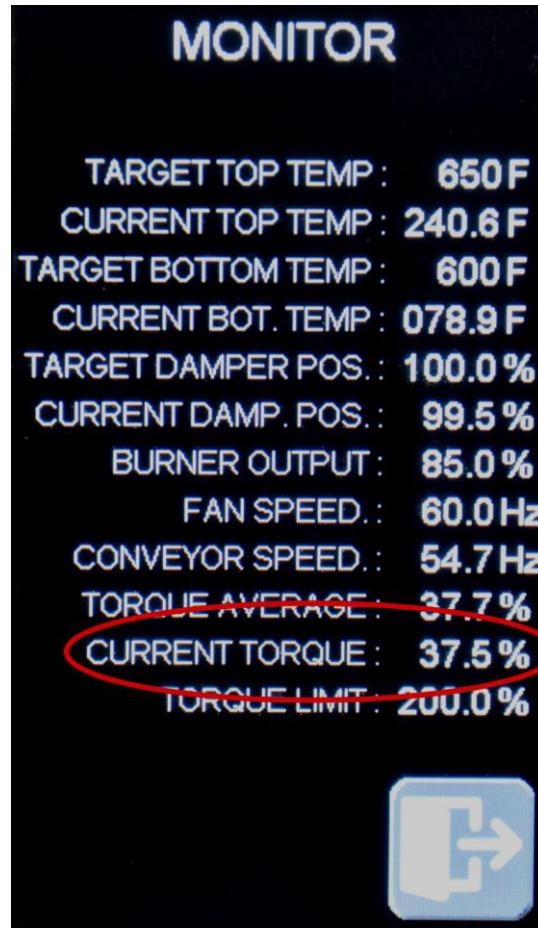 MONITOR
TARGET TOP TEMP : 650 F
CURRENT TOP TEMP : 240.6 F
TARGET BOTTOM TEMP : 600 F
CURRENT BOT. TEMP : 078.9 F
TARGET DAMPER POS. : 100.0 %
CURRENT DAMP. POS. : 99.5 %
BURNER OUTPUT : 85.0 %
FAN SPEED. : 60.0 Hz
CONVEYOR SPEED. : 54.7 Hz
TORQUE AVERAGE : 37.7 %
CURRENT TORQUE : 37.5 %
TORQUE LIMIT : 200.0 %